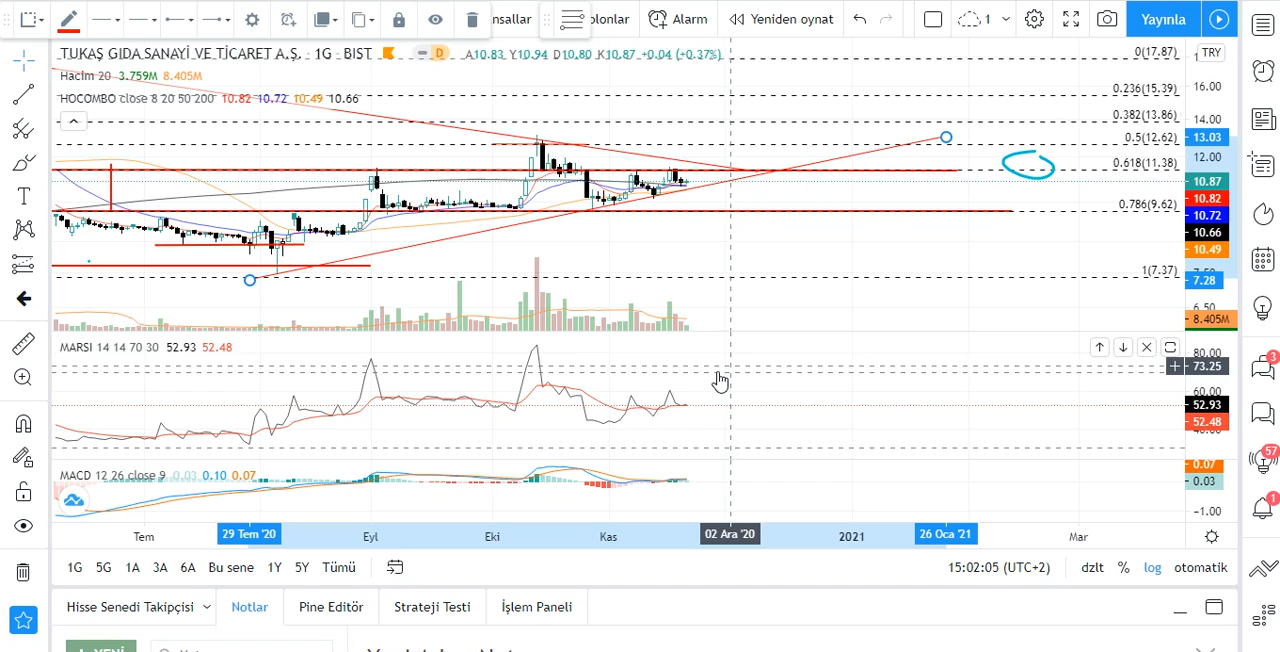 nsallar
olonlar
Alarm
Yeniden oynat
1
Yayınla
TUKAŞ GIDA SANAYİ VE TİCARET A.Ş. · 1G · BIST
D
A10.83 Y10.94 D10.80 K10.87 +0.04 (+0.37%)
TRY
Hacim 20 3.759M 8.405M
HOCOMBO close 8 20 50 200 10.82 10.72 10.49 10.66
0(17.87)
0.236(15.39)
0.382(13.86)
0.5(12.62)
0.618(11.38)
0.786(9.62)
1(7.37)
16.00
14.00
13.03
12.00
10.87
10.82
10.72
10.66
10.49
7.28
6.50
8.405M
MARSI 14 14 70 30 52.93 52.48
80.00
73.25
60.00
52.93
52.48
MACD 12 26 close 9 0.03 0.10 0.07
0.07
0.03
-1.00
Tem
29 Tem '20
Eyl
Eki
Kas
02 Ara '20
2021
26 Oca '21
Mar
1G 5G 1A 3A 6A Bu sene 1Y 5Y Tümü
15:02:05 (UTC+2)
dzlt % log otomatik
Hisse Senedi Takipçisi
Notlar
Pine Editör
Strateji Testi
İşlem Paneli
3
57
1